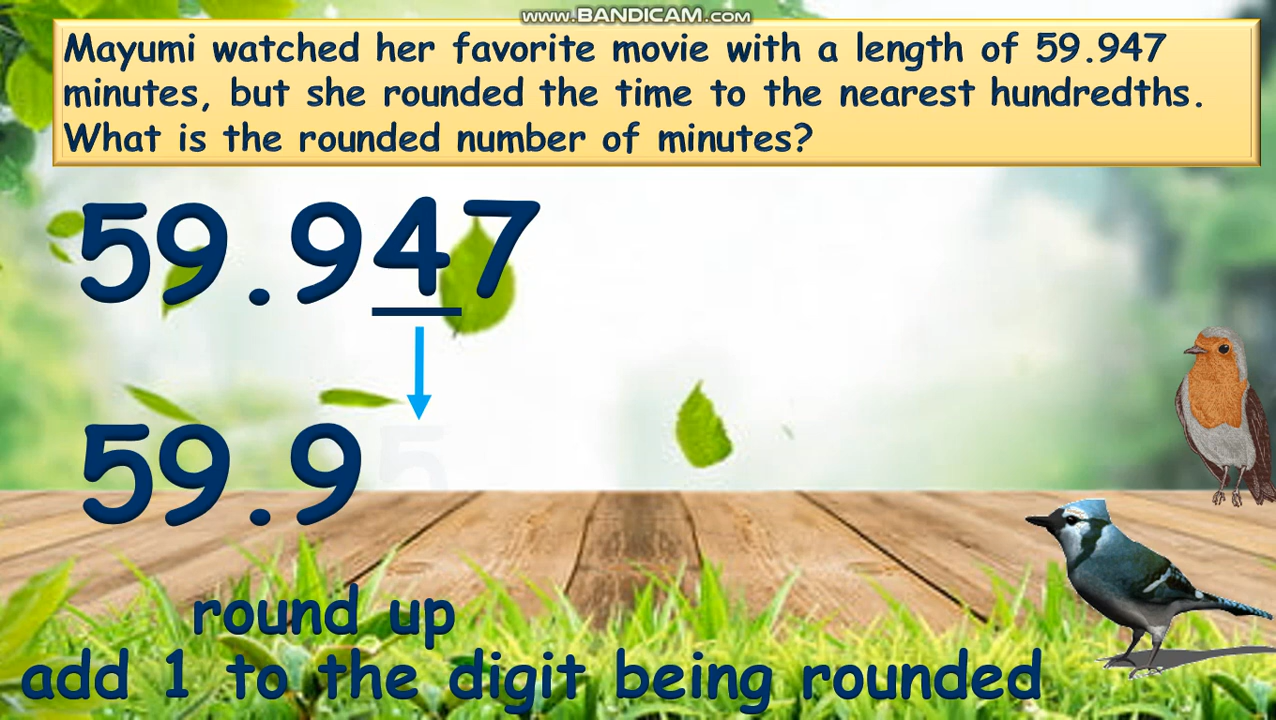 www.BANDICAM.com
Mayumi watched her favorite movie with a length of 59.947
minutes, but she rounded the time to the nearest hundredths.
What is the rounded number of minutes?
59.947
59.95
round up
add 1 to the digit being rounded